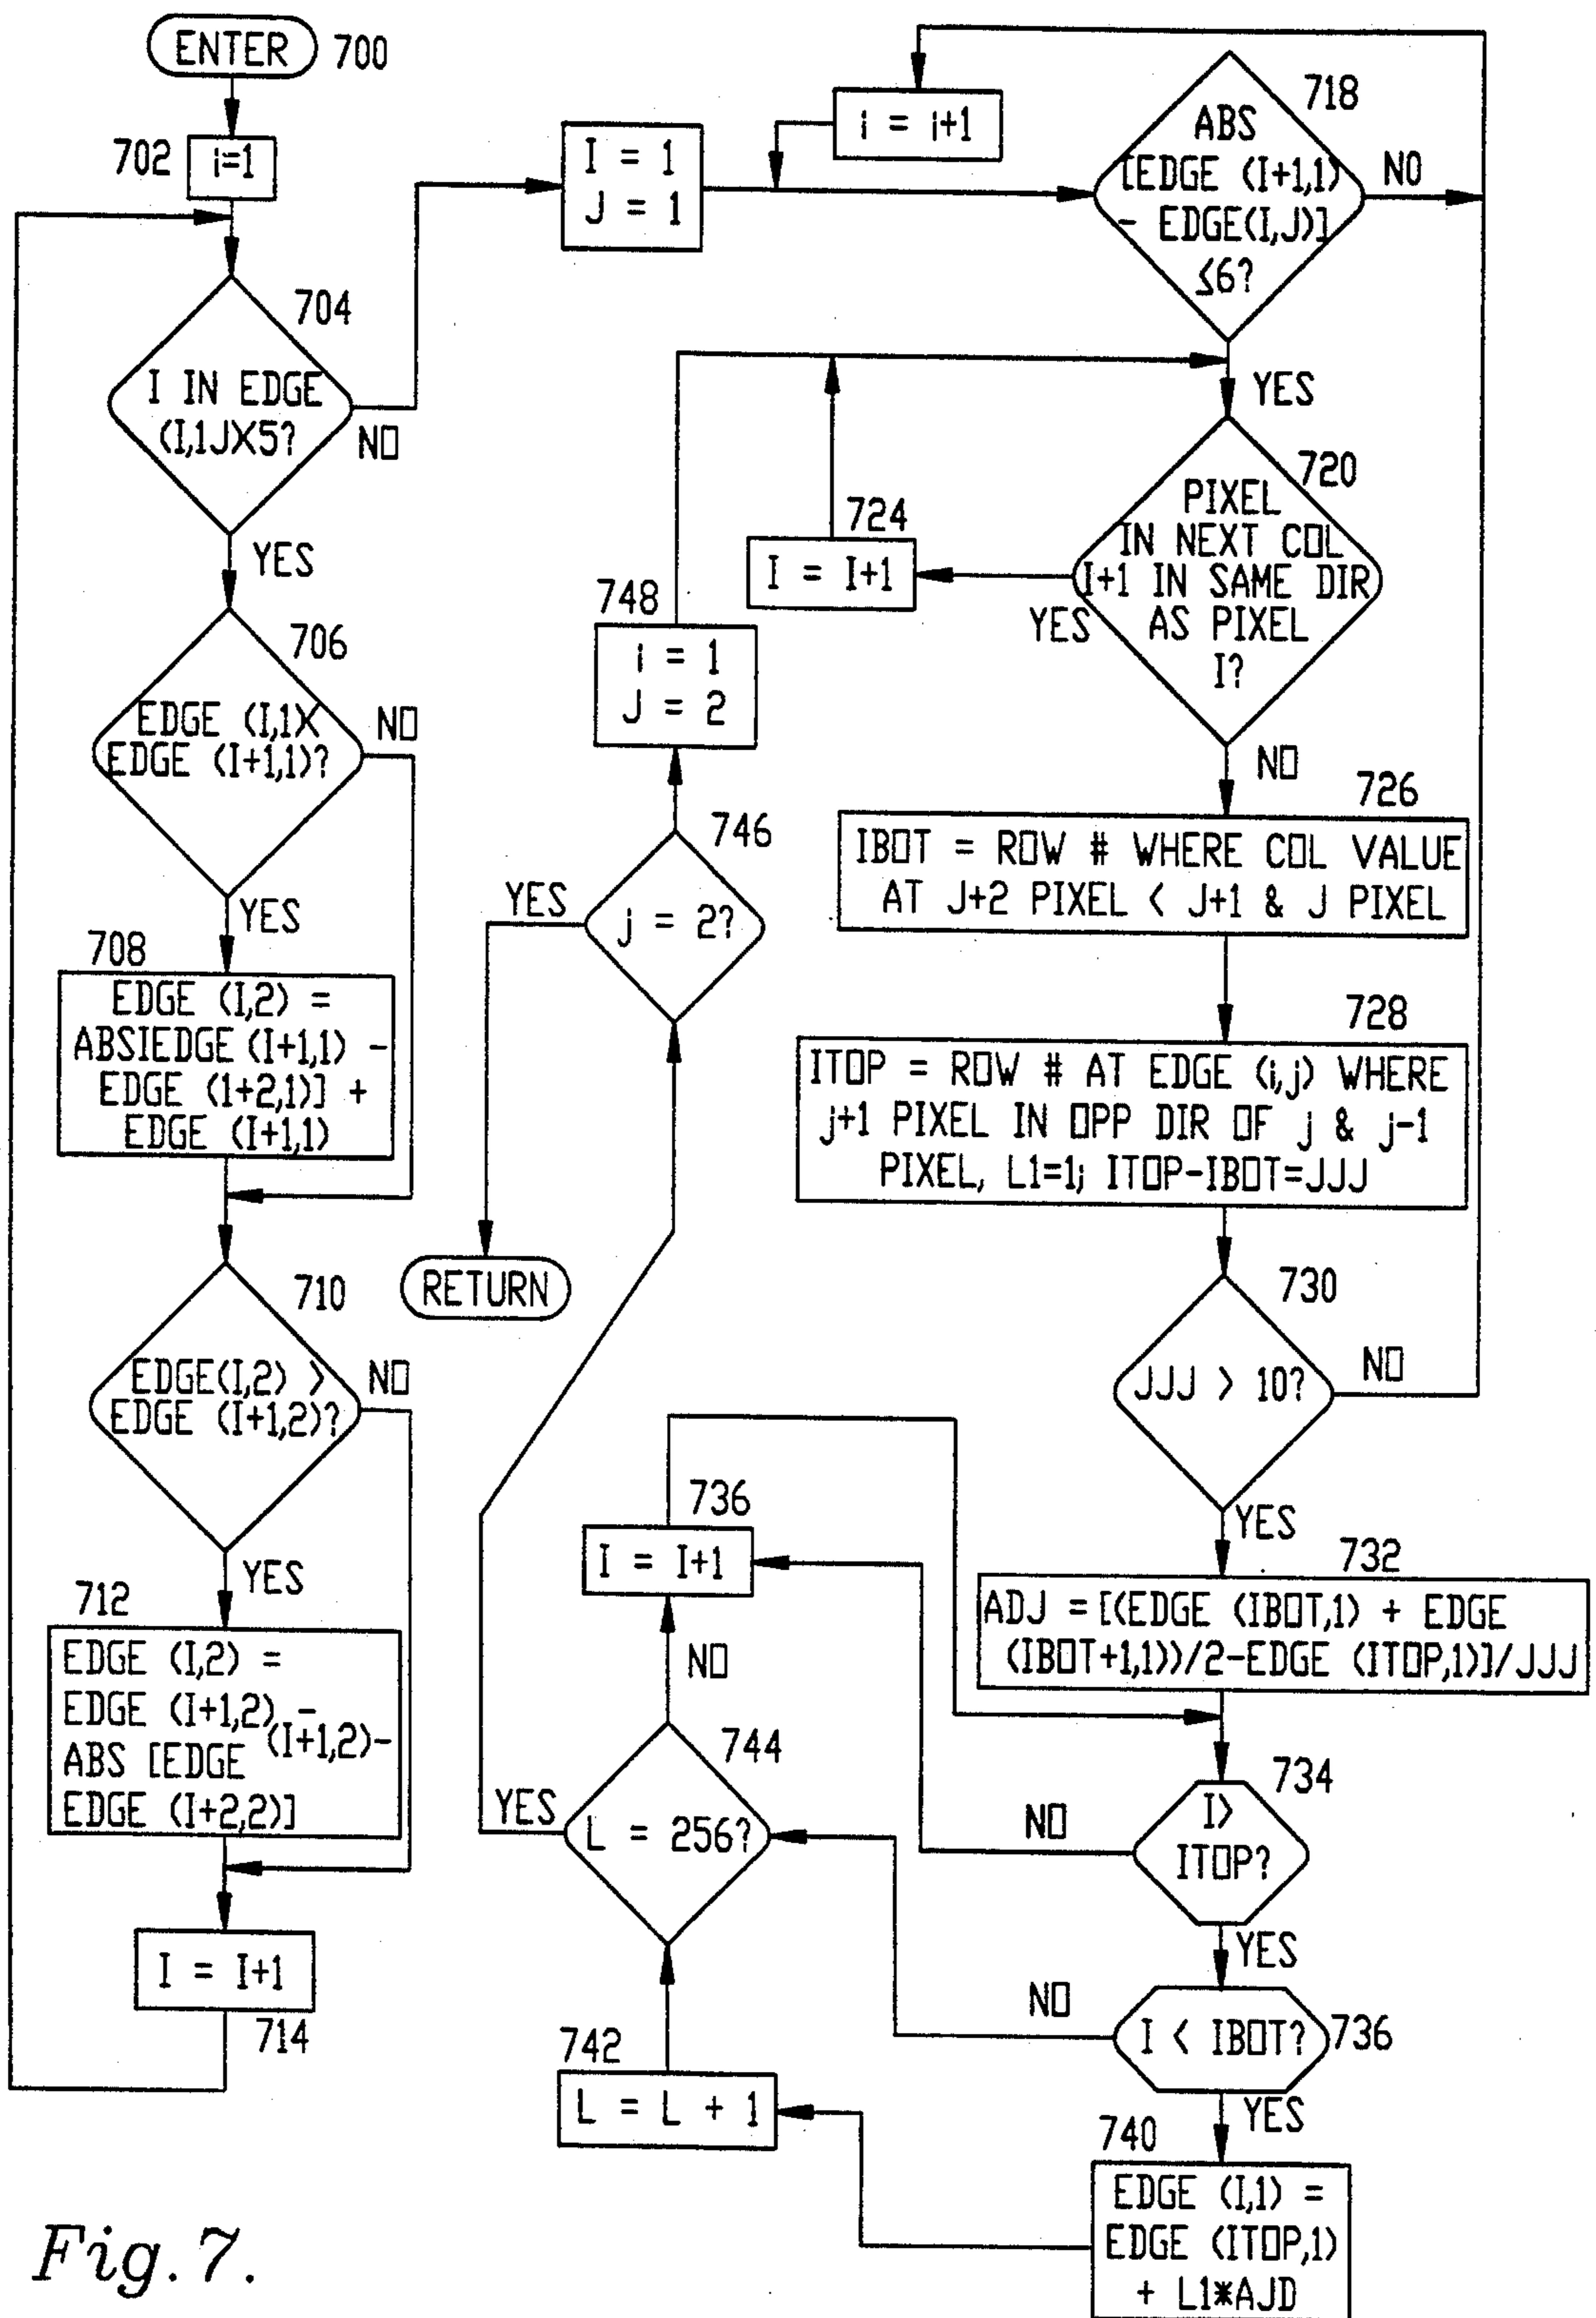 ENTER 700
702
i=1
704
I IN EDGE
(I,1JX5?
NO
YES
706
EDGE (I,1X
EDGE (I+1,1)?
NO
YES
708
EDGE (I,2) =
ABSIEDGE (I+1,1) -
EDGE (1+2,1)] +
EDGE (I+1,1)
710
EDGE(I,2) >
EDGE (I+1,2)?
NO
YES
712
EDGE (I,2) =
EDGE (I+1,2) -
ABS [EDGE (I+1,2)-
EDGE (I+2,2)]
I = I+1
714
I = 1
J = 1
i = i+1
718
ABS
[EDGE (I+1,1)
- EDGE(I,J)]
≤6?
NO
YES
720
PIXEL
IN NEXT COL
I+1 IN SAME DIR
AS PIXEL
I?
YES
NO
724
I = I+1
726
IBOT = ROW # WHERE COL VALUE
AT J+2 PIXEL < J+1 & J PIXEL
728
ITOP = ROW # AT EDGE (i,j) WHERE
j+1 PIXEL IN OPP DIR OF j & j-1
PIXEL, L1=1; ITOP-IBOT=JJJ
730
JJJ > 10?
NO
YES
732
ADJ = [(EDGE (IBOT,1) + EDGE
(IBOT+1,1))/2-EDGE (ITOP,1)]/JJJ
734
I>
ITOP?
NO
YES
I < IBOT?
736
NO
YES
740
EDGE (I,1) =
EDGE (ITOP,1)
+ L1*AJD
742
L = L + 1
744
L = 256?
YES
NO
736
I = I+1
746
j = 2?
YES
748
i = 1
J = 2
RETURN
Fig. 7.